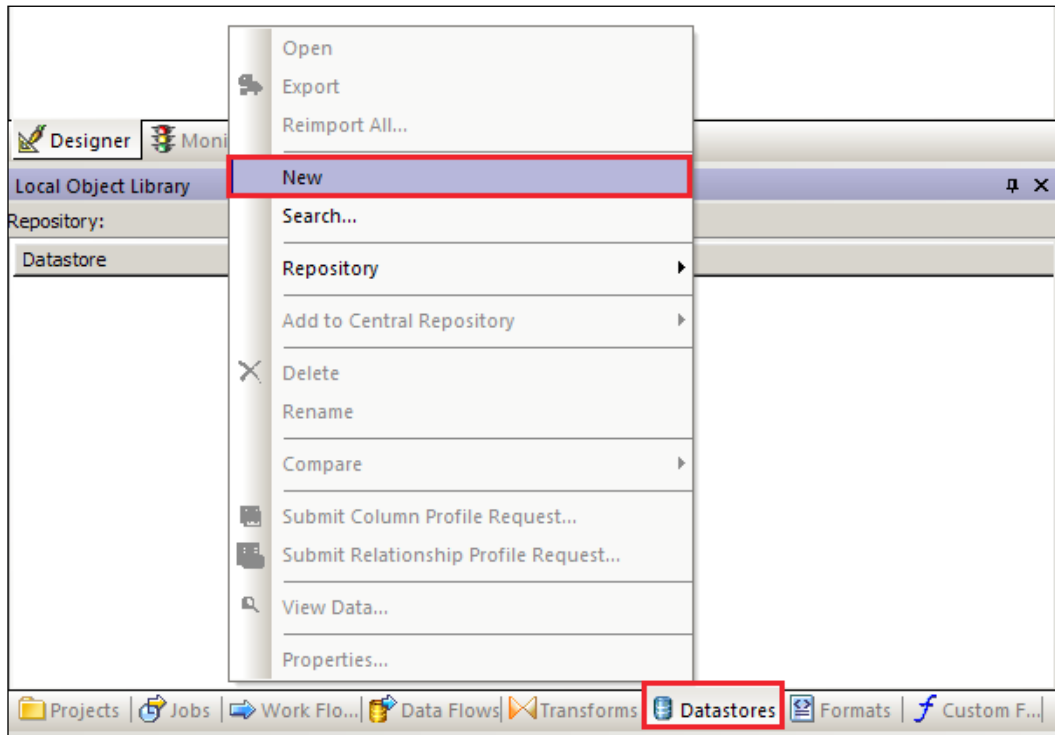 Open
Export
Reimport All...
Designer Moni
New
Local Object Library
Search...
Repository:
Datastore
Repository
Add to Central Repository
Delete
Rename
Compare
Submit Column Profile Request...
Submit Relationship Profile Request...
View Data...
Properties...
Projects Jobs Work Flo... Data Flows Transforms Datastores Formats Custom F...